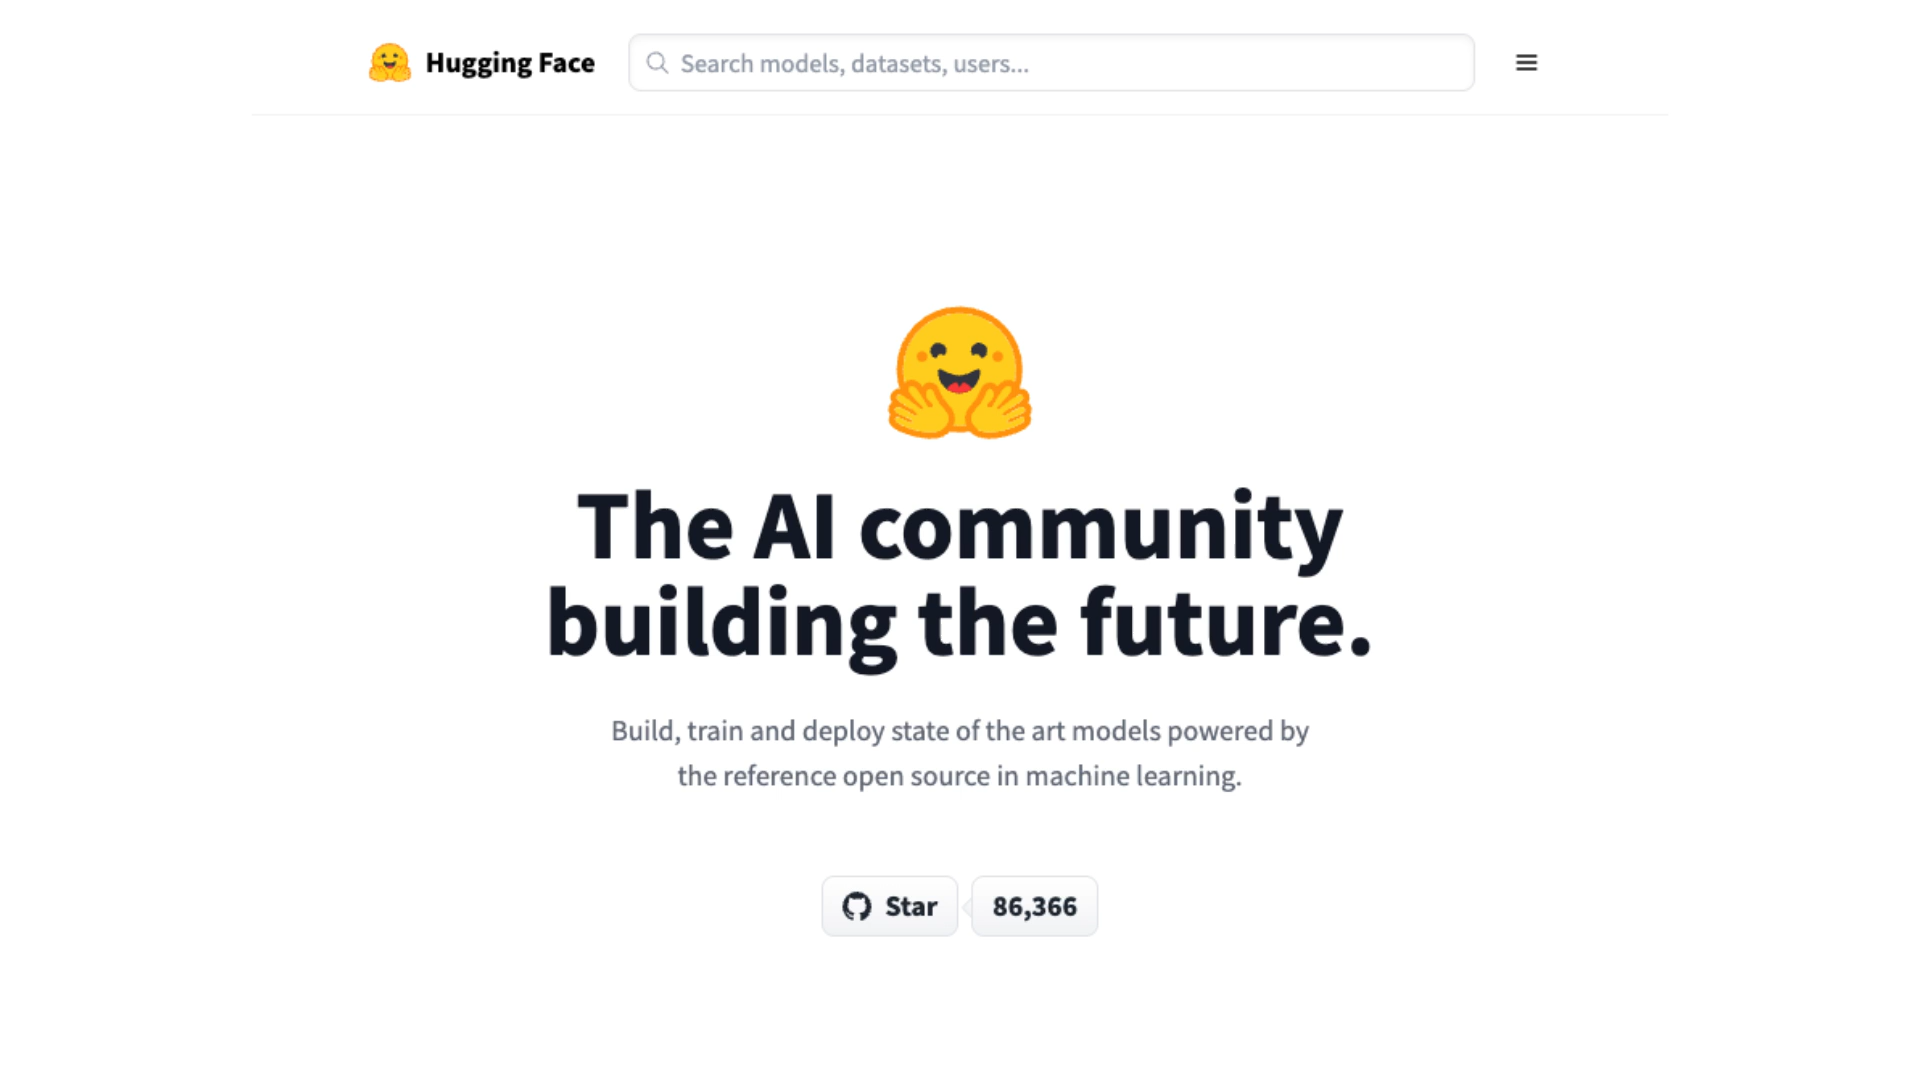 Hugging Face
Search models, datasets, users...
The AI community
building the future.
Build, train and deploy state of the art models powered by
the reference open source in machine learning.
Star
86,366